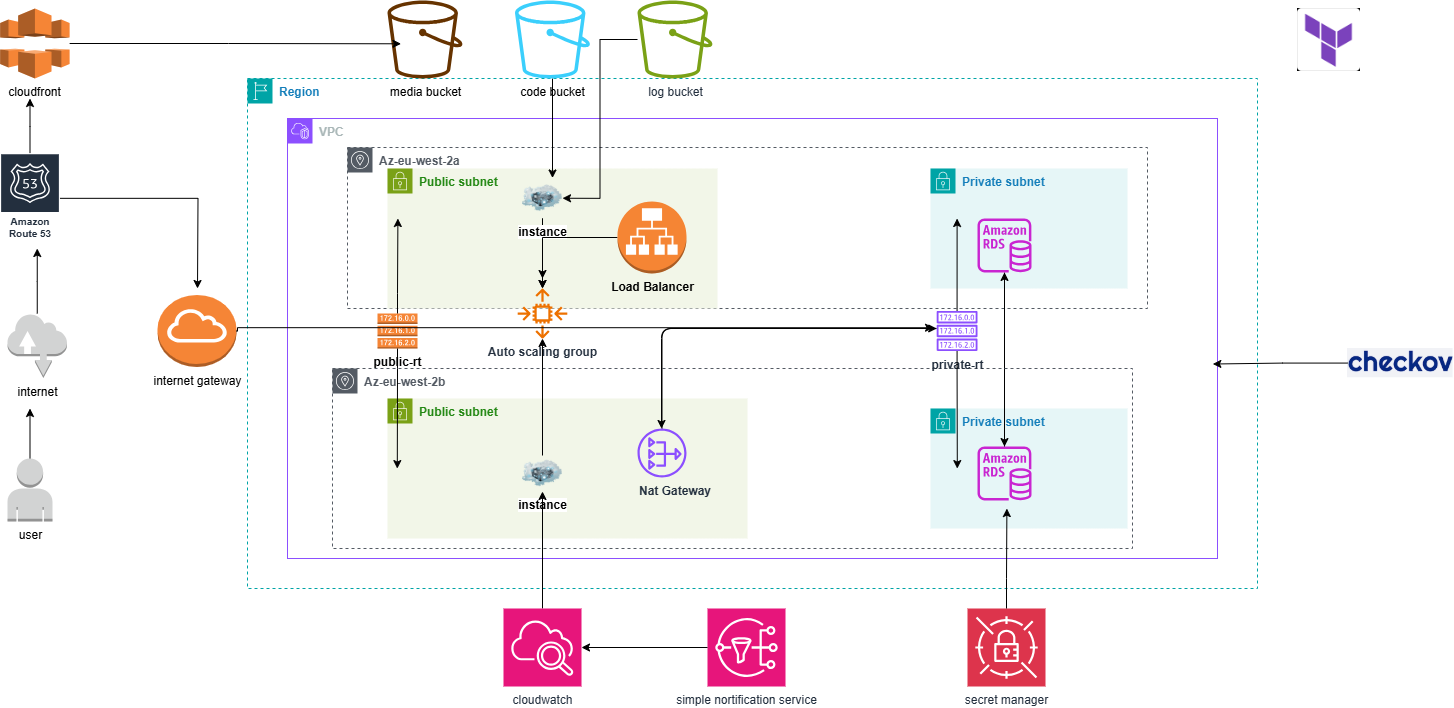 cloudfront
media bucket
code bucket
log bucket
Region
VPC
Az-eu-west-2a
Public subnet
Private subnet
53
Amazon
Route 53
instance
Amazon
RDS
Load Balancer
172.16.0.0
172.16.1.0
172.16.2.0
172.16.0.0
172.16.1.0
172.16.2.0
Auto scaling group
public-rt
private-rt
checkov
internet gateway
internet
Az-eu-west-2b
Public subnet
Private subnet
Amazon
RDS
Nat Gateway
instance
user
cloudwatch
simple nortification service
secret manager